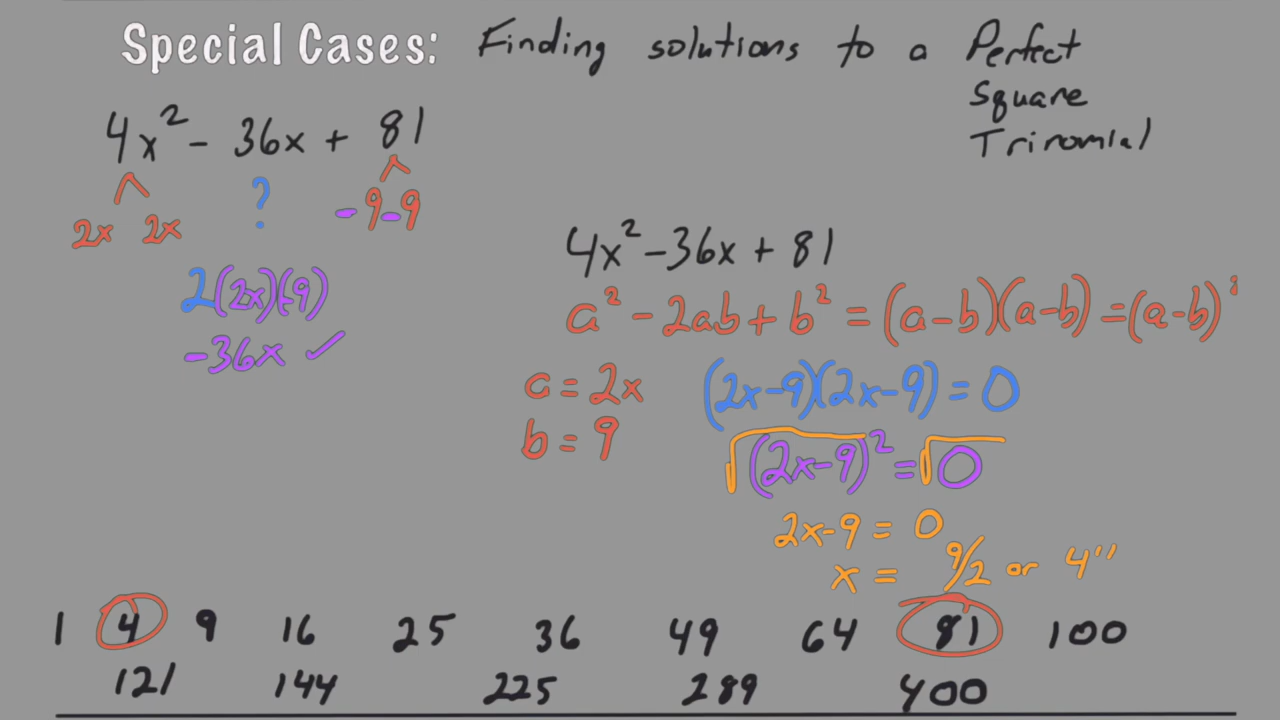 Special Cases: Finding solutions to a Perfect
Square
Trinomial
4x² - 36x + 81
2x 2x ? -9 -9
2(2x)(-9)
-36x ✓
4x² - 36x + 81
a² - 2ab + b² = (a-b)(a-b) = (a-b)
a = 2x
b = 9
(2x-9)(2x-9) = 0
√(2x-9)² = √0
2x-9 = 0
x = 9/2 or 4
1 4 9 16 25 36 49 64 81 100
121 144 225 289 400